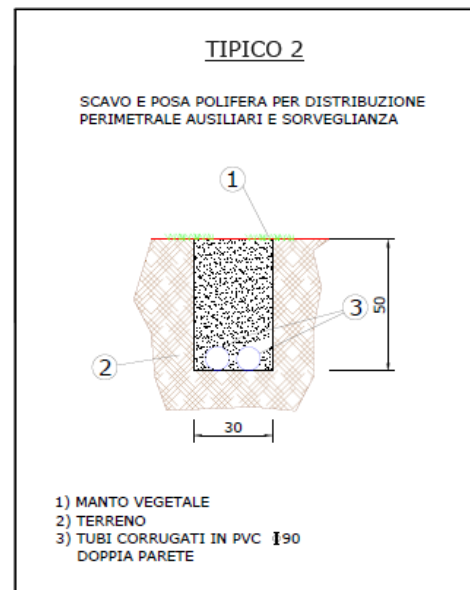 TIPICO 2
SCAVO E POSA POLIFERA PER DISTRIBUZIONE
PERIMETRALE AUSILIARI E SORVEGLIANZA
1
3
50
2
30
1) MANTO VEGETALE
2) TERRENO
3) TUBI CORRUGATI IN PVC Φ90
DOPPIA PARETE